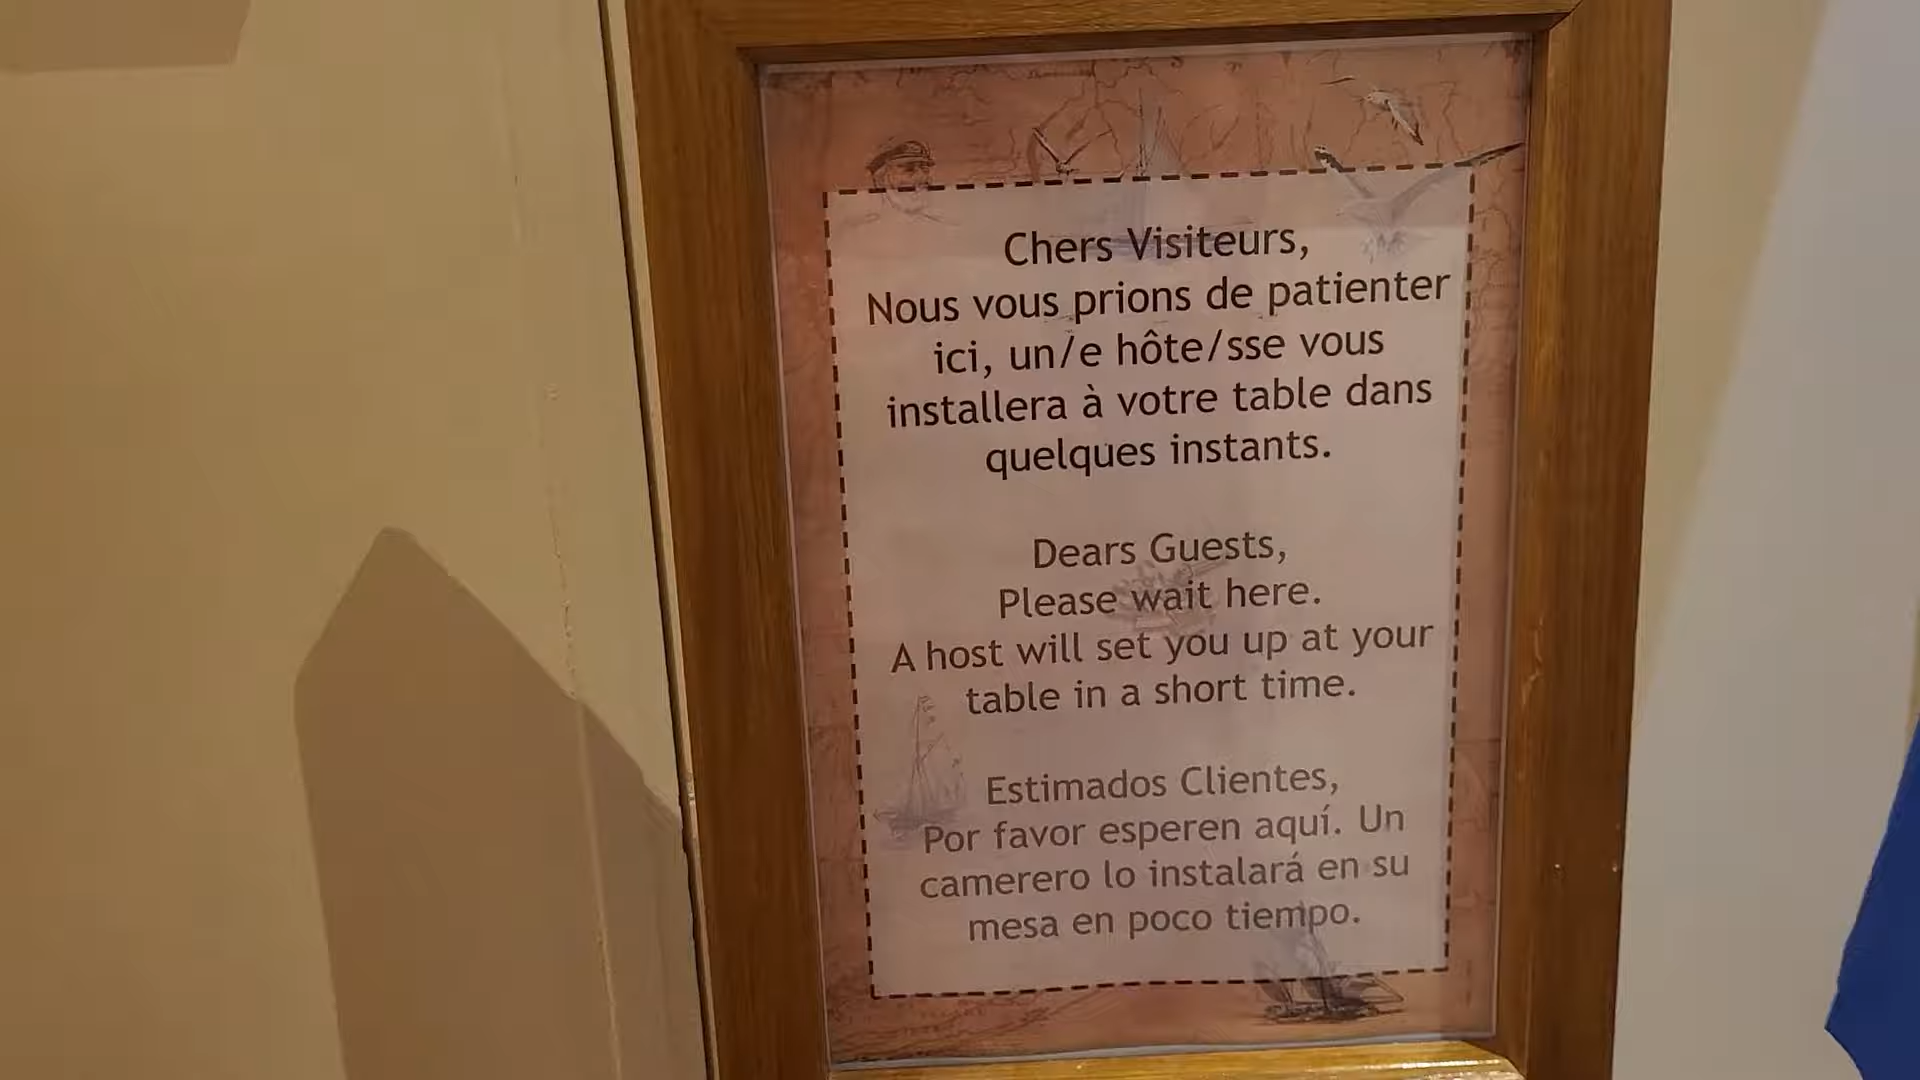 Chers Visiteurs,
Nous vous prions de patienter
ici, un/e hôte/sse vous
installera à votre table dans
quelques instants.
Dears Guests,
Please wait here.
A host will set you up at your
table in a short time.
Estimados Clientes,
Por favor esperen aquí. Un
camerero lo instalará en su
mesa en poco tiempo.